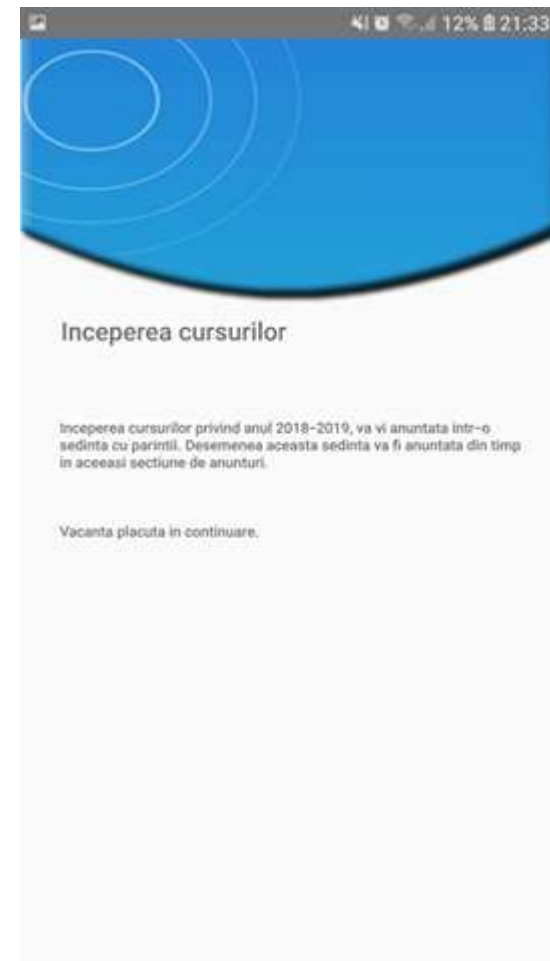 12% 21:33
Inceperea cursurilor
Inceperea cursurilor privind anul 2018-2019, va vi anuntata intr-o
sedinta cu parintii. Desemenea aceasta sedinta va fi anuntata din timp
in aceeasi sectiune de anunturi.
Vacanta placuta in continuare.